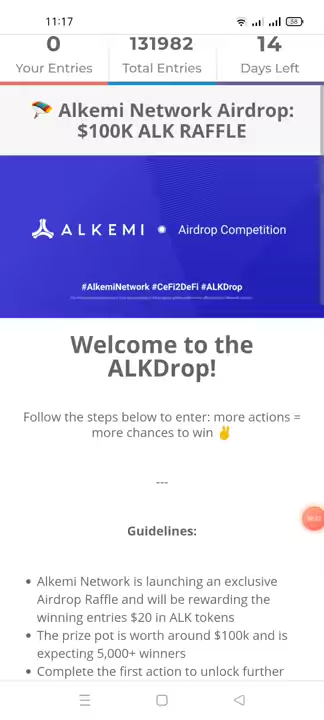 11:17
58
0
131982
14
Your Entries
Total Entries
Days Left
🪂 Alkemi Network Airdrop:
$100K ALK RAFFLE
ALKEMI
Airdrop Competition
#AlkemiNetwork #CeFi2DeFi #ALKDrop
Welcome to the
ALKDrop!
Follow the steps below to enter: more actions =
more chances to win ✌️
---
Guidelines:
• Alkemi Network is launching an exclusive
Airdrop Raffle and will be rewarding the
winning entries $20 in ALK tokens
• The prize pot is worth around $100k and is
expecting 5,000+ winners
• Complete the first action to unlock further